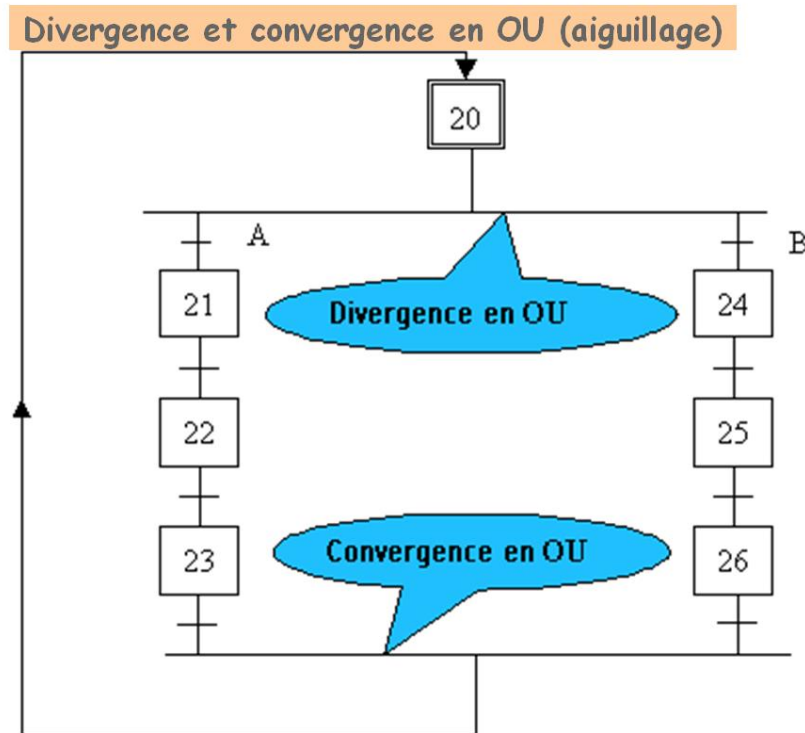 Divergence et convergence en OU (aiguillage)
20
A
B
21
Divergence en OU
24
22
25
23
Convergence en OU
26